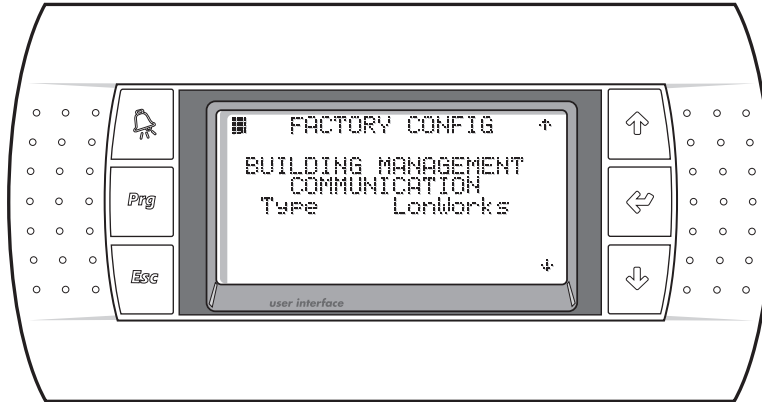 FACTORY CONFIG
BUILDING MANAGEMENT
COMMUNICATION
Type LonWorks
Prg
Esc
user interface